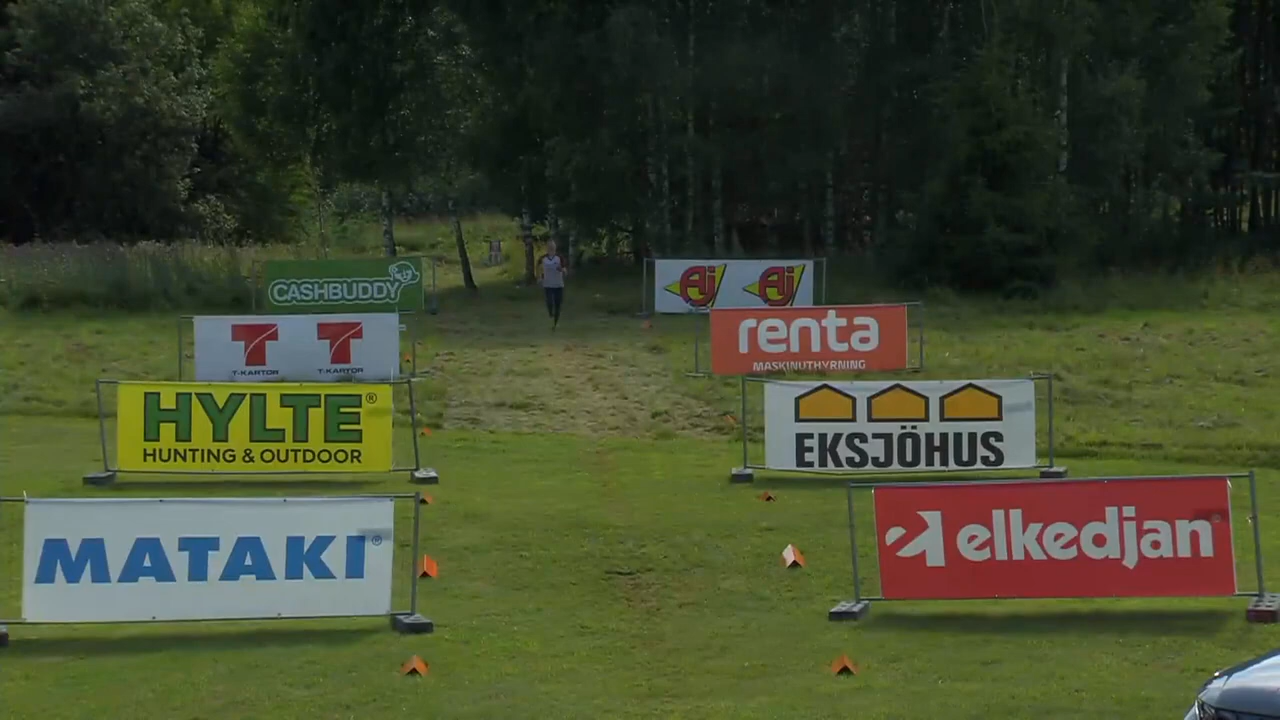 CASHBUDDY
Aj Aj
T-KARTOR T-KARTOR
renta
MASKINUTHYRNING
HYLTE®
HUNTING & OUTDOOR
EKSJÖHUS
MATAKI®
elkedjan